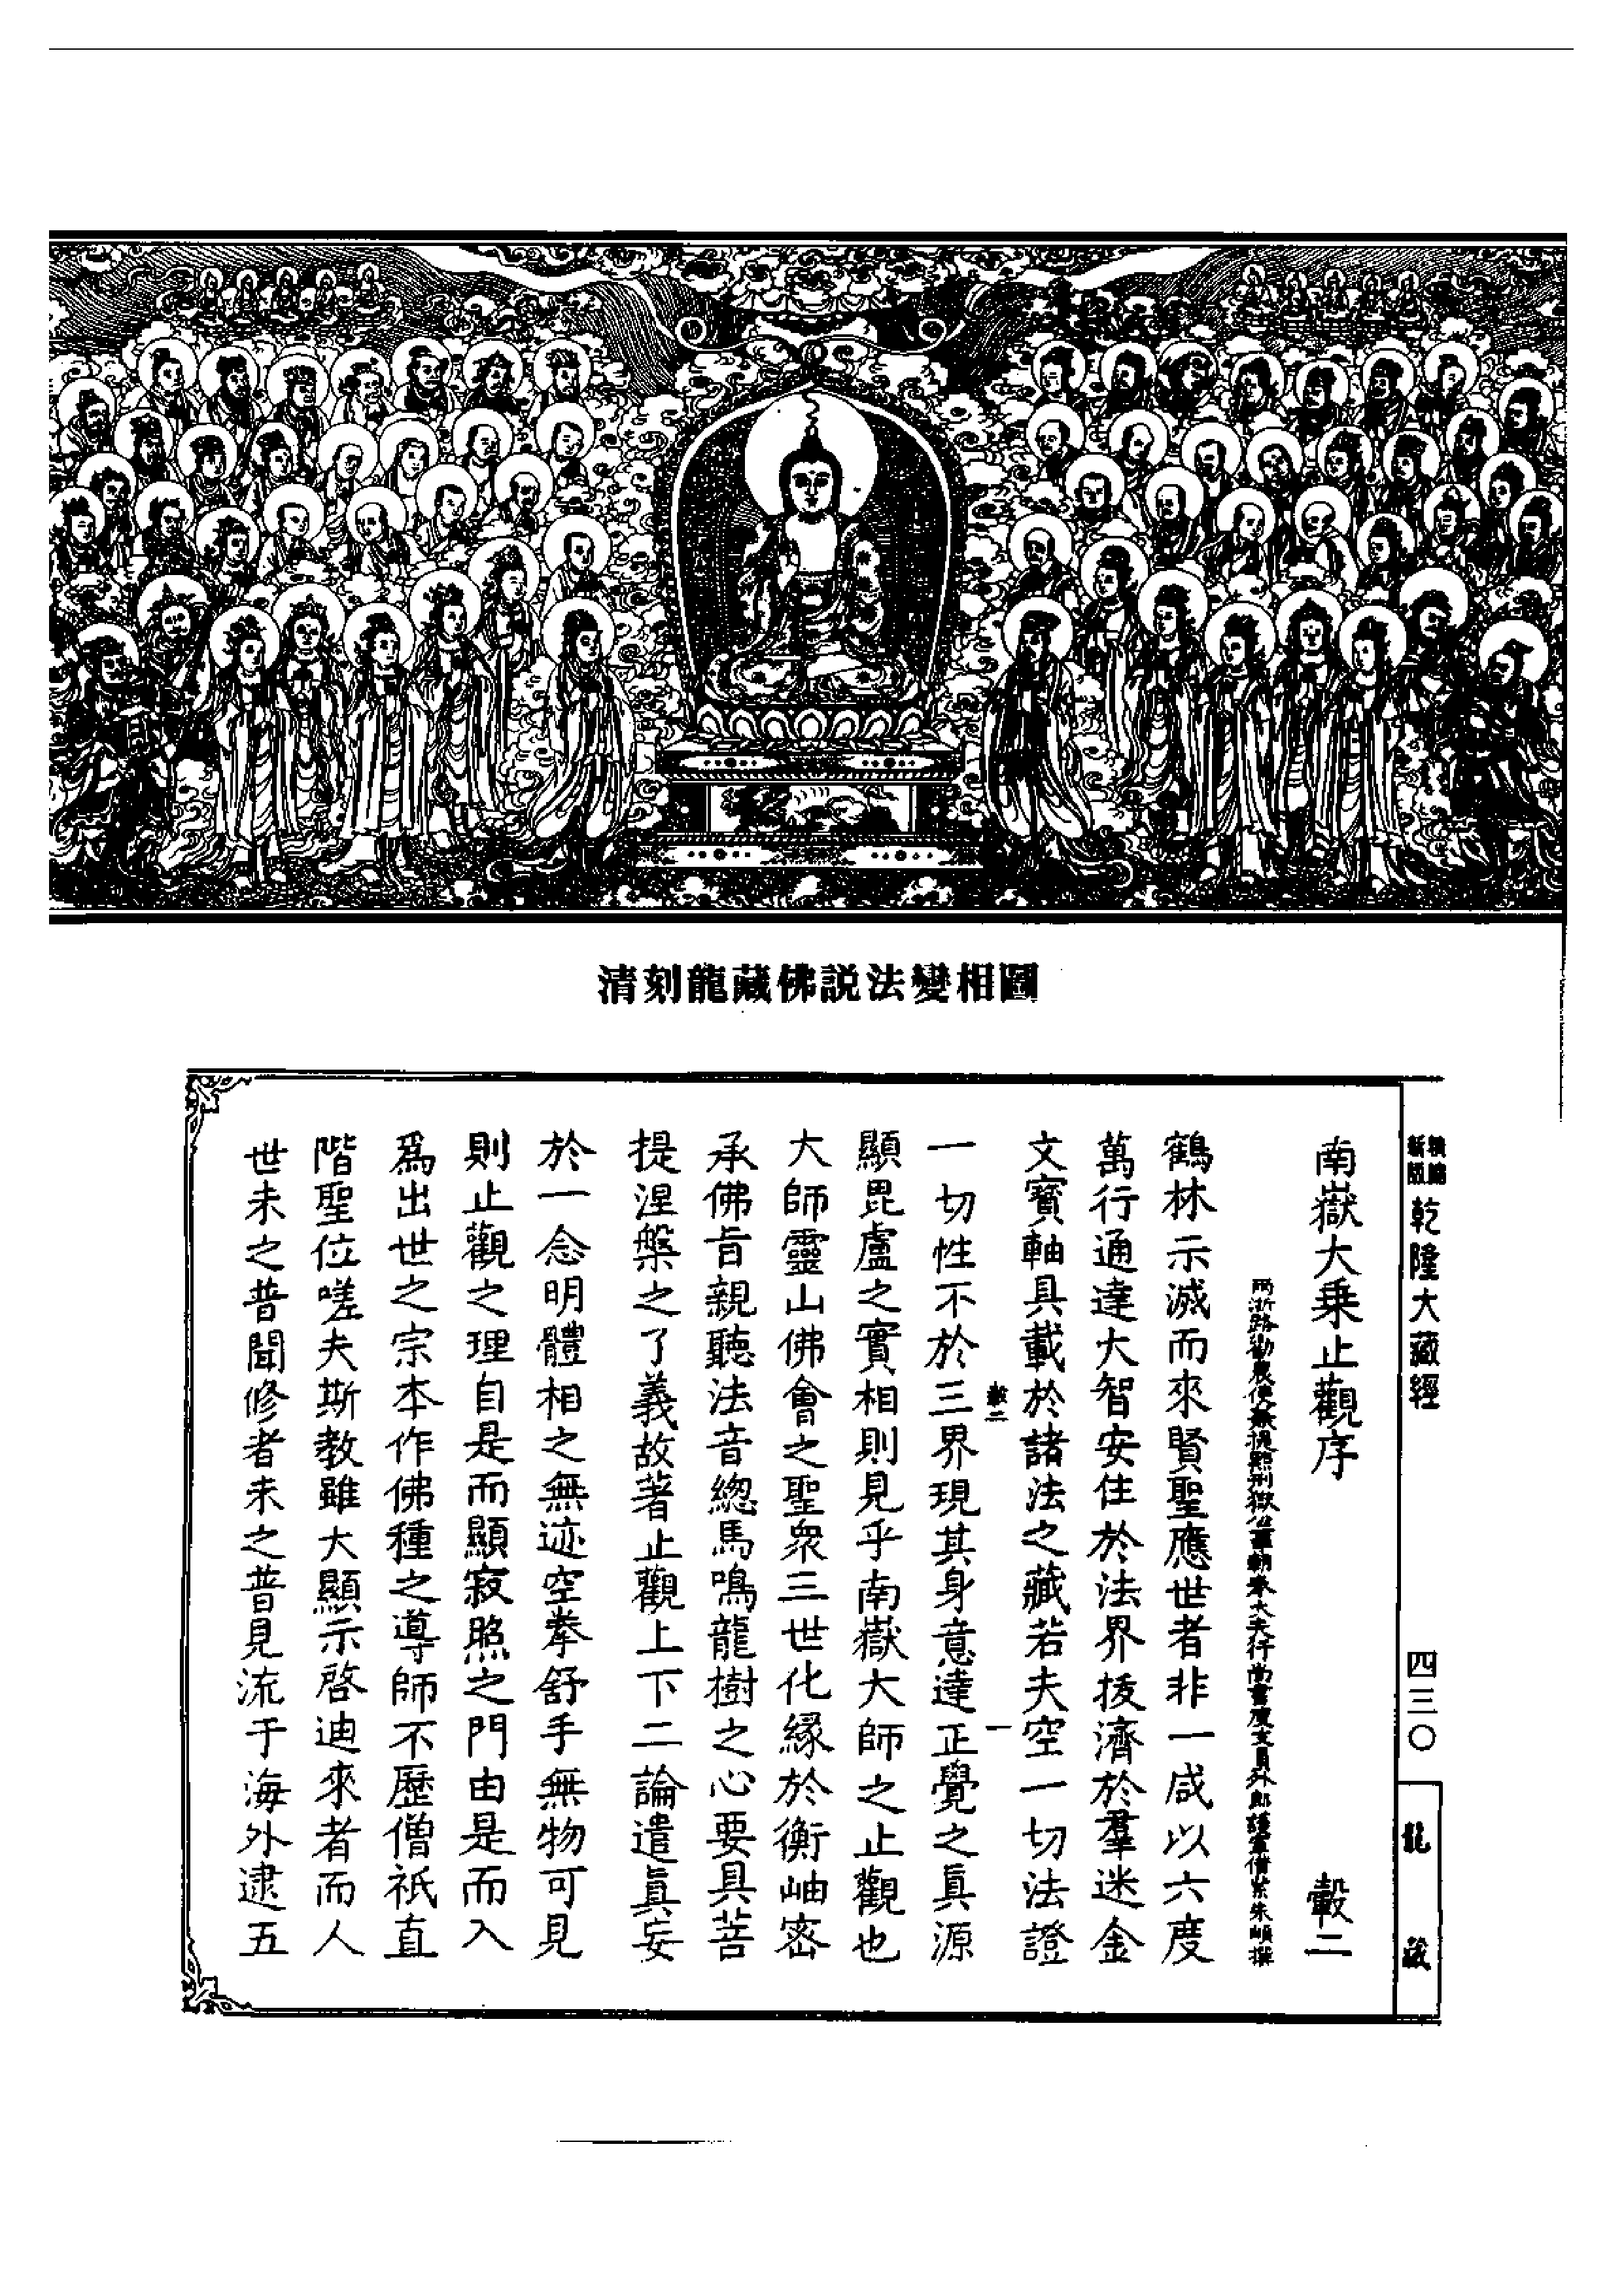 清刻龍藏佛説法變相圖
新版
乾隆大藏經
四三〇
龍藏
南嶽大乗止觀序
轂二
兩浙路勸農使兼提點刑獄公事朝奉大夫行尚書度支員外郎護軍借紫朱頔撰
鶴林示滅而來賢聖應世者非一咸以六度
萬行通達大智安住於法界拔濟於羣迷金
文寶軸具載於諸法之藏若夫空一切法證
轂二
一
一切性不於三界現其身意達正覺之眞源
顯毘盧之實相則見乎南嶽大師之止觀也
大師靈山佛會之聖衆三世化縁於衡岫密
承佛旨親聽法音緫馬鳴龍樹之心要具菩
提涅槃之了義故著止觀上下二論遣眞妄
於一念明體相之無迹空拳舒手無物可見
則止觀之理自是而顯寂照之門由是而入
爲出世之宗本作佛種之導師不歷僧祇直
階聖位嗟夫斯教雖大顯示啓迪來者而人
世未之普聞修者未之普見流于海外逮五